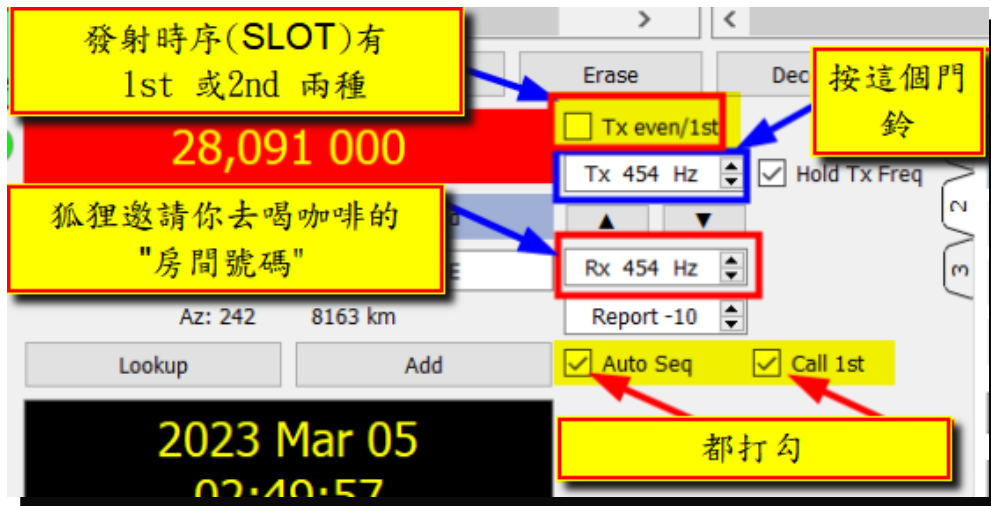 發射時序(SLOT)有
1st 或2nd 兩種
Erase
按這個門
鈴
Tx even/1st
28,091 000
Tx 454 Hz
Hold Tx Freq
狐狸邀請你去喝咖啡的
"房間號碼"
2
Rx 454 Hz
3
Az: 242 8163 km
Report -10
Lookup
Add
Auto Seq
Call 1st
2023 Mar 05
都打勾
02:49:57